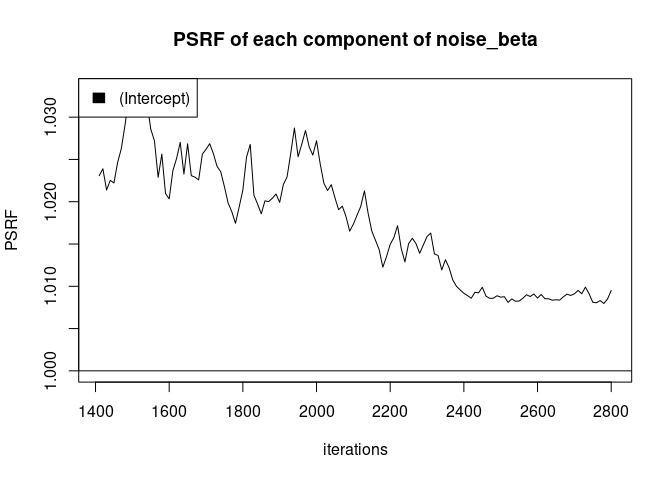 PSRF of each component of noise_beta
(Intercept)
PSRF
1.030
1.020
1.010
1.000
1400 1600 1800 2000 2200 2400 2600 2800
iterations